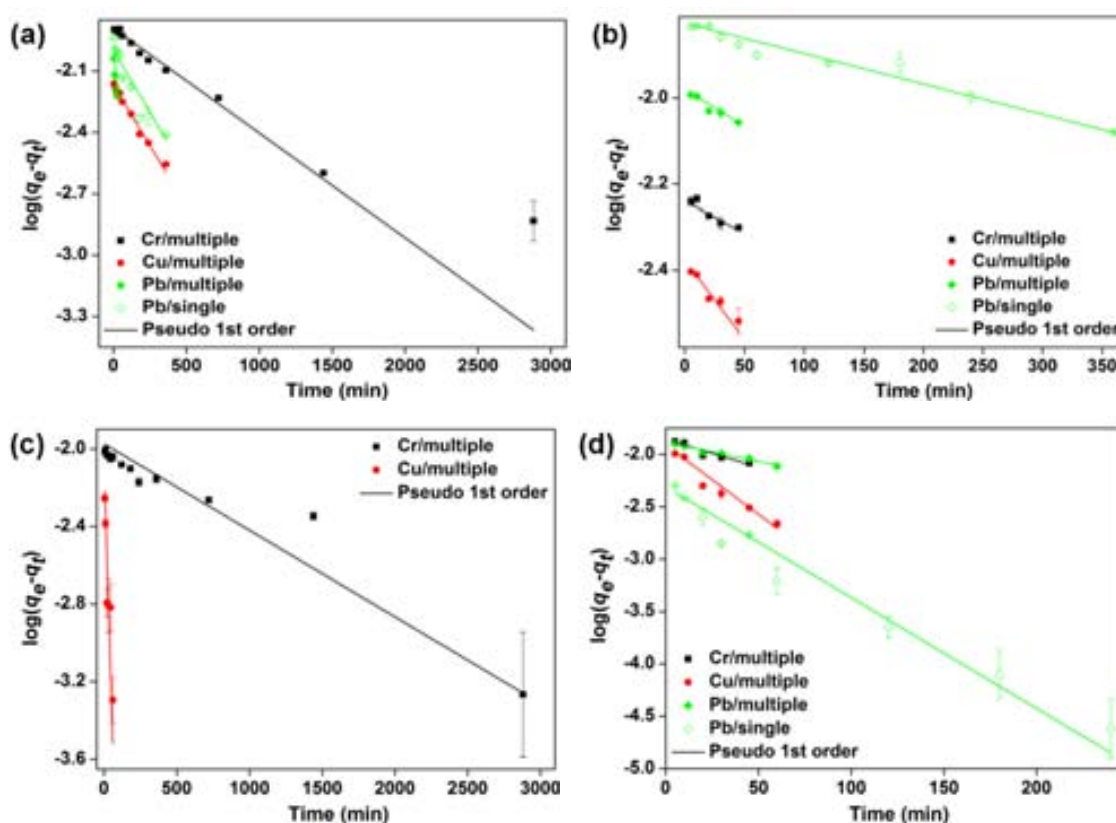 (a)
log(qe-qt)
-2.1
-2.4
-2.7
-3.0
-3.3
Cr/multiple
Cu/multiple
Pb/multiple
Pb/single
Pseudo 1st order
0 500 1000 1500 2000 2500 3000
Time (min)
(b)
log(qe-qt)
-2.0
-2.2
-2.4
Cr/multiple
Cu/multiple
Pb/multiple
Pb/single
Pseudo 1st order
0 50 100 150 200 250 300 350
Time (min)
(c)
log(qe-qt)
-2.0
-2.4
-2.8
-3.2
-3.6
Cr/multiple
Cu/multiple
Pseudo 1st order
0 500 1000 1500 2000 2500 3000
Time (min)
(d)
log(qe-qt)
-2.0
-2.5
-3.0
-3.5
-4.0
-4.5
-5.0
Cr/multiple
Cu/multiple
Pb/multiple
Pb/single
Pseudo 1st order
0 50 100 150 200
Time (min)